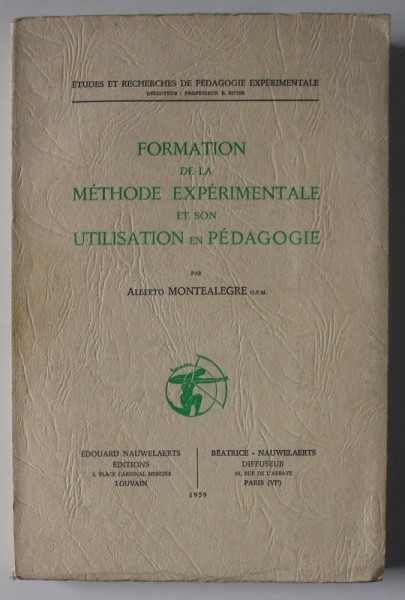 ÉTUDES ET RECHERCHES DE PÉDAGOGIE EXPÉRIMENTALE
DIRECTEUR : PROFESSEUR R. BUYSE
FORMATION
DE LA
MÉTHODE EXPÉRIMENTALE
ET SON
UTILISATION EN PÉDAGOGIE
PAR
ALBERTO MONTEALEGRE O.F.M.
ÉDOUARD NAUWELAERTS
ÉDITIONS
2, PLACE CARDINAL MERCIER
LOUVAIN
BÉATRICE - NAUWELAERTS
DIFFUSEUR
10, RUE DE L'ABBAYE
PARIS (VIe)
1959